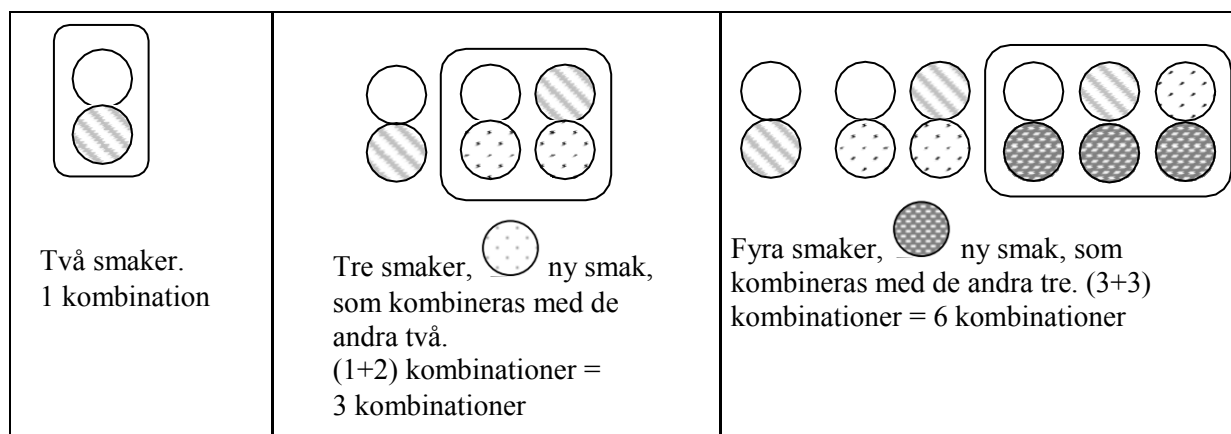 Två smaker.
1 kombination
Tre smaker, ny smak,
som kombineras med de
andra två.
(1+2) kombinationer =
3 kombinationer
Fyra smaker, ny smak, som
kombineras med de andra tre. (3+3)
kombinationer = 6 kombinationer